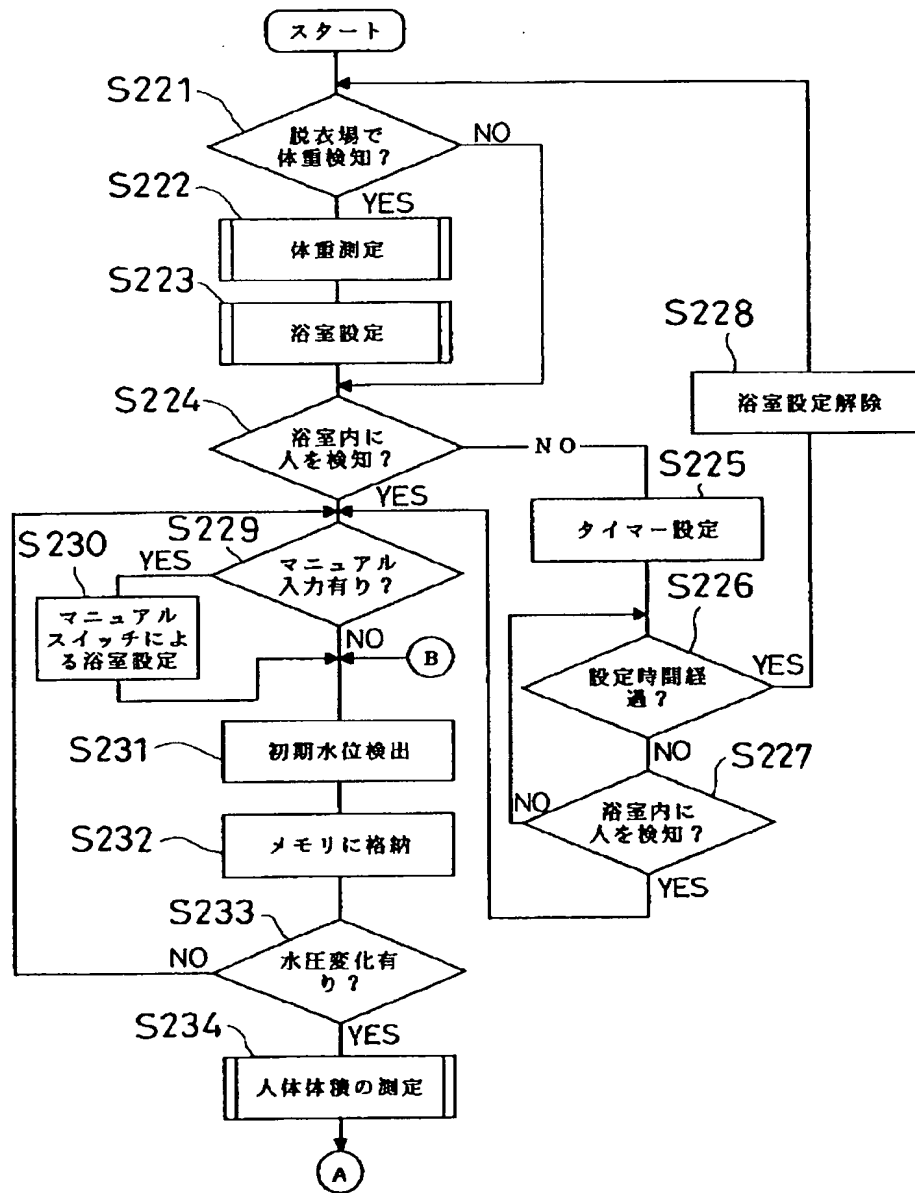 スタート
S221
脱衣場で
体重検知？
NO
YES
S222
体重測定
S223
浴室設定
S228
浴室設定解除
S224
浴室内に
人を検知？
NO
YES
S225
タイマー設定
S229
マニュアル
入力有り？
YES
NO
S230
マニュアル
スイッチによ
る浴室設定
B
S226
設定時間経
過？
YES
NO
S227
浴室内に
人を検知？
NO
YES
S231
初期水位検出
S232
メモリに格納
S233
水圧変化有
り？
NO
YES
S234
人体体積の測定
A